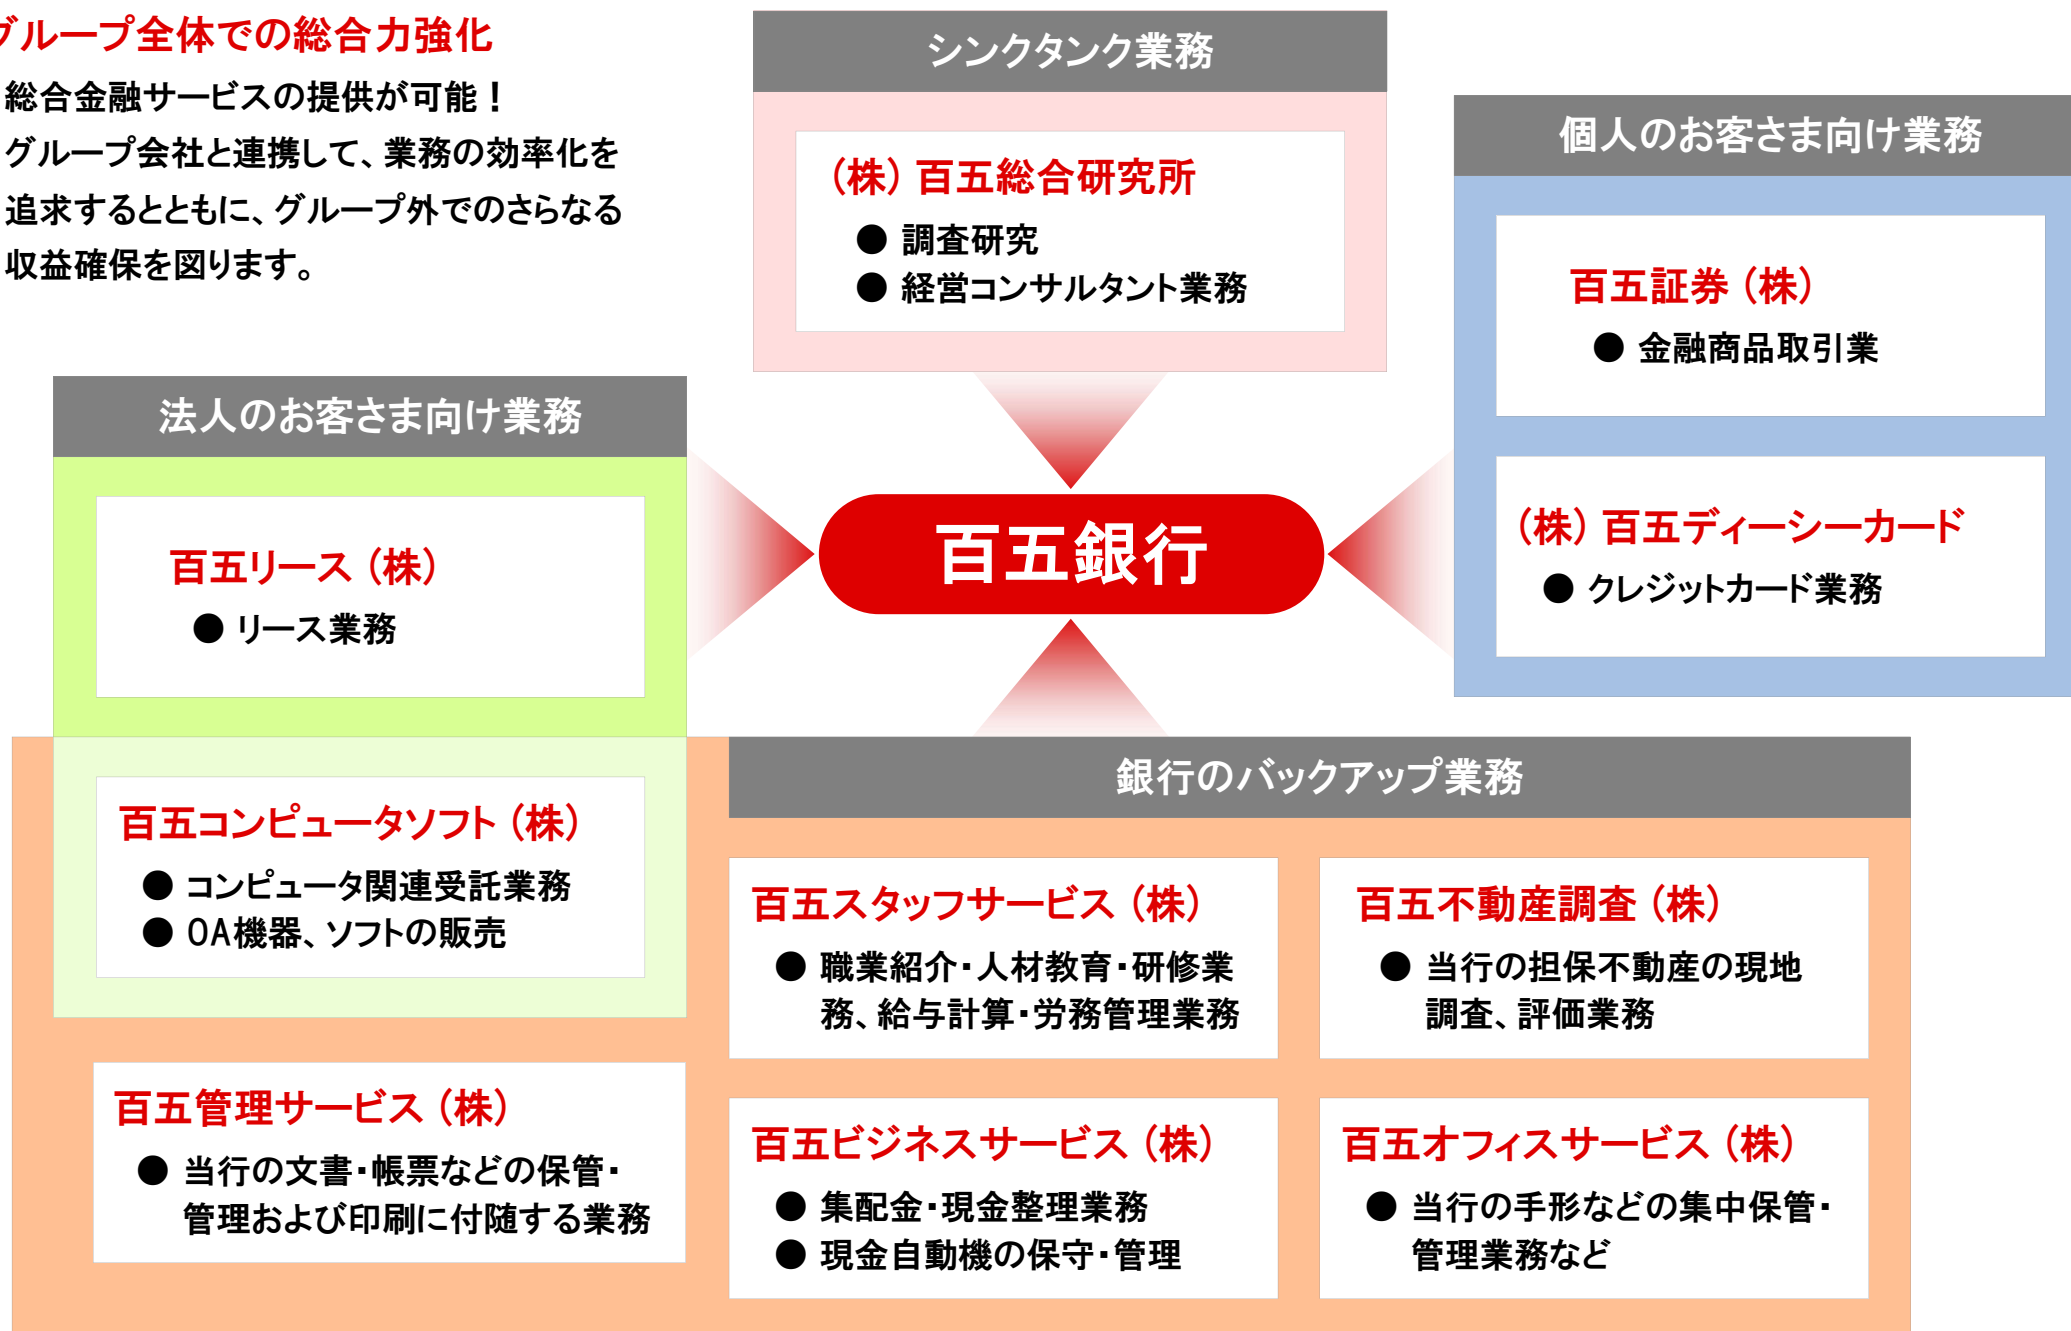 グループ全体での総合力強化
総合金融サービスの提供が可能！
グループ会社と連携して、業務の効率化を
追求するとともに、グループ外でのさらなる
収益確保を図ります。
シンクタンク業務
(株)百五総合研究所
● 調査研究
● 経営コンサルタント業務
個人のお客さま向け業務
百五証券(株)
● 金融商品取引業
(株)百五ディーシーカード
● クレジットカード業務
法人のお客さま向け業務
百五リース(株)
● リース業務
百五銀行
百五コンピュータソフト(株)
● コンピュータ関連受託業務
● OA機器、ソフトの販売
銀行のバックアップ業務
百五スタッフサービス(株)
● 職業紹介・人材教育・研修業
務、給与計算・労務管理業務
百五不動産調査(株)
● 当行の担保不動産の現地
調査、評価業務
百五管理サービス(株)
● 当行の文書・帳票などの保管・
管理および印刷に付随する業務
百五ビジネスサービス(株)
● 集配金・現金整理業務
● 現金自動機の保守・管理
百五オフィスサービス(株)
● 当行の手形などの集中保管・
管理業務など